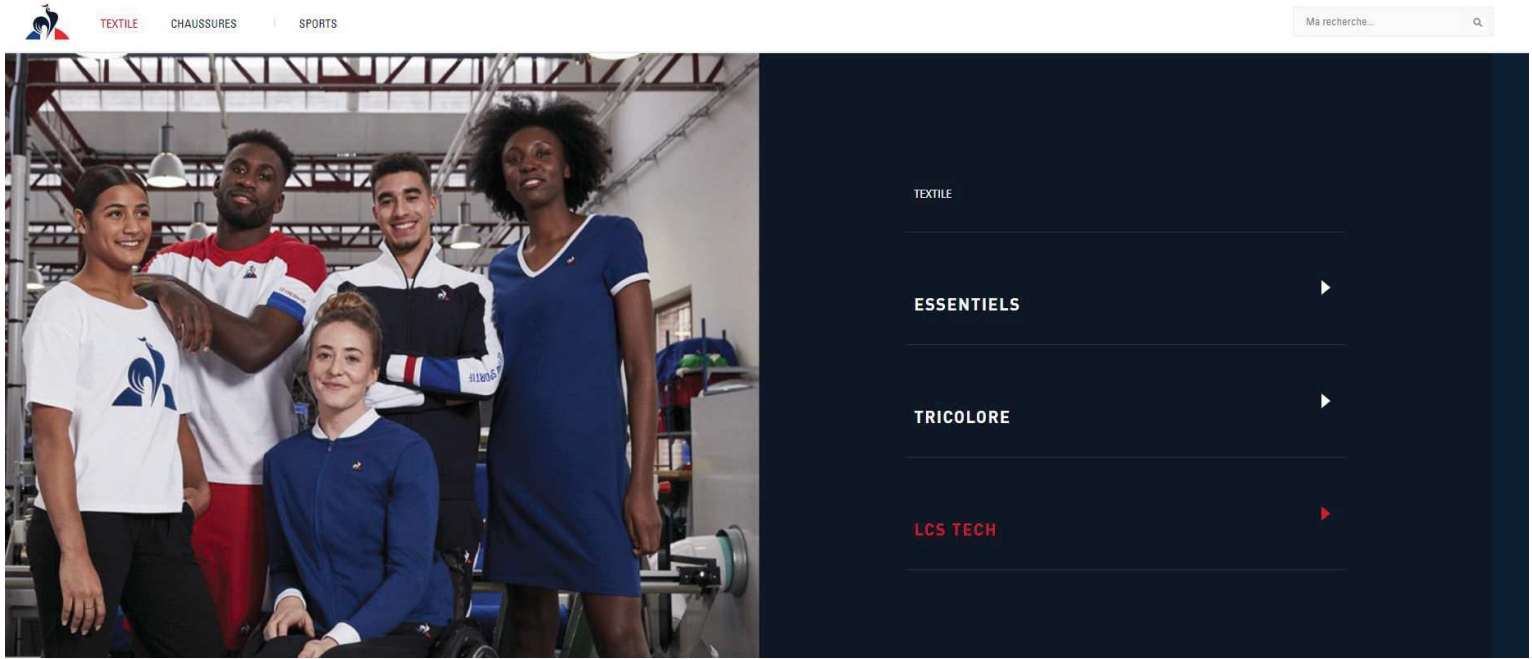 TEXTILE
CHAUSSURES
SPORTS
Ma recherche...
TEXTILE
ESSENTIELS
TRICOLORE
LCS TECH